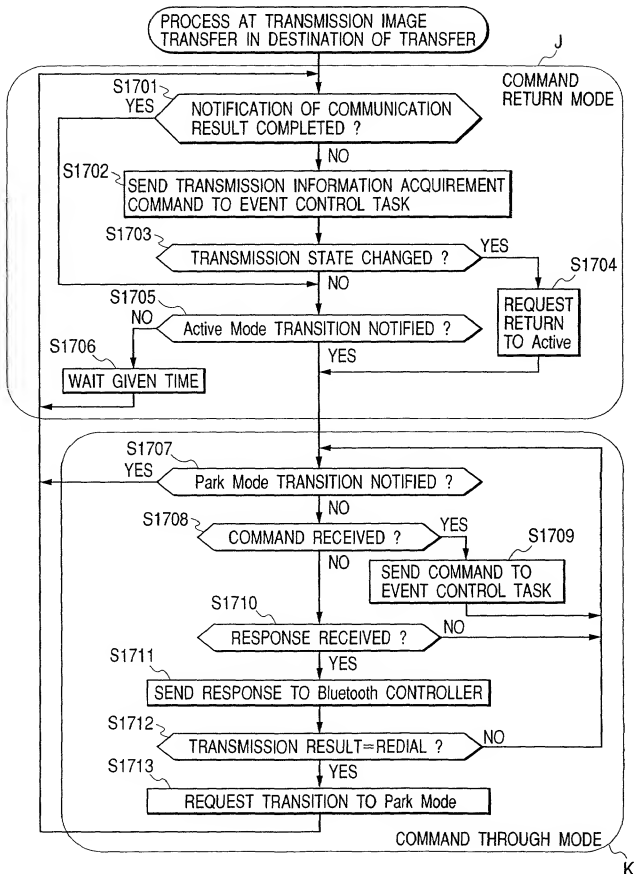 PROCESS AT TRANSMISSION IMAGE
TRANSFER IN DESTINATION OF TRANSFER
J
COMMAND
RETURN MODE
S1701
YES
NOTIFICATION OF COMMUNICATION
RESULT COMPLETED ?
NO
S1702
SEND TRANSMISSION INFORMATION ACQUIREMENT
COMMAND TO EVENT CONTROL TASK
S1703
TRANSMISSION STATE CHANGED ?
YES
NO
S1704
REQUEST
RETURN
TO Active
S1705
NO
Active Mode TRANSITION NOTIFIED ?
YES
S1706
WAIT GIVEN TIME
S1707
YES
Park Mode TRANSITION NOTIFIED ?
NO
S1708
COMMAND RECEIVED ?
YES
NO
S1709
SEND COMMAND TO
EVENT CONTROL TASK
S1710
RESPONSE RECEIVED ?
NO
YES
S1711
SEND RESPONSE TO Bluetooth CONTROLLER
S1712
TRANSMISSION RESULT=REDIAL ?
NO
YES
S1713
REQUEST TRANSITION TO Park Mode
COMMAND THROUGH MODE
K